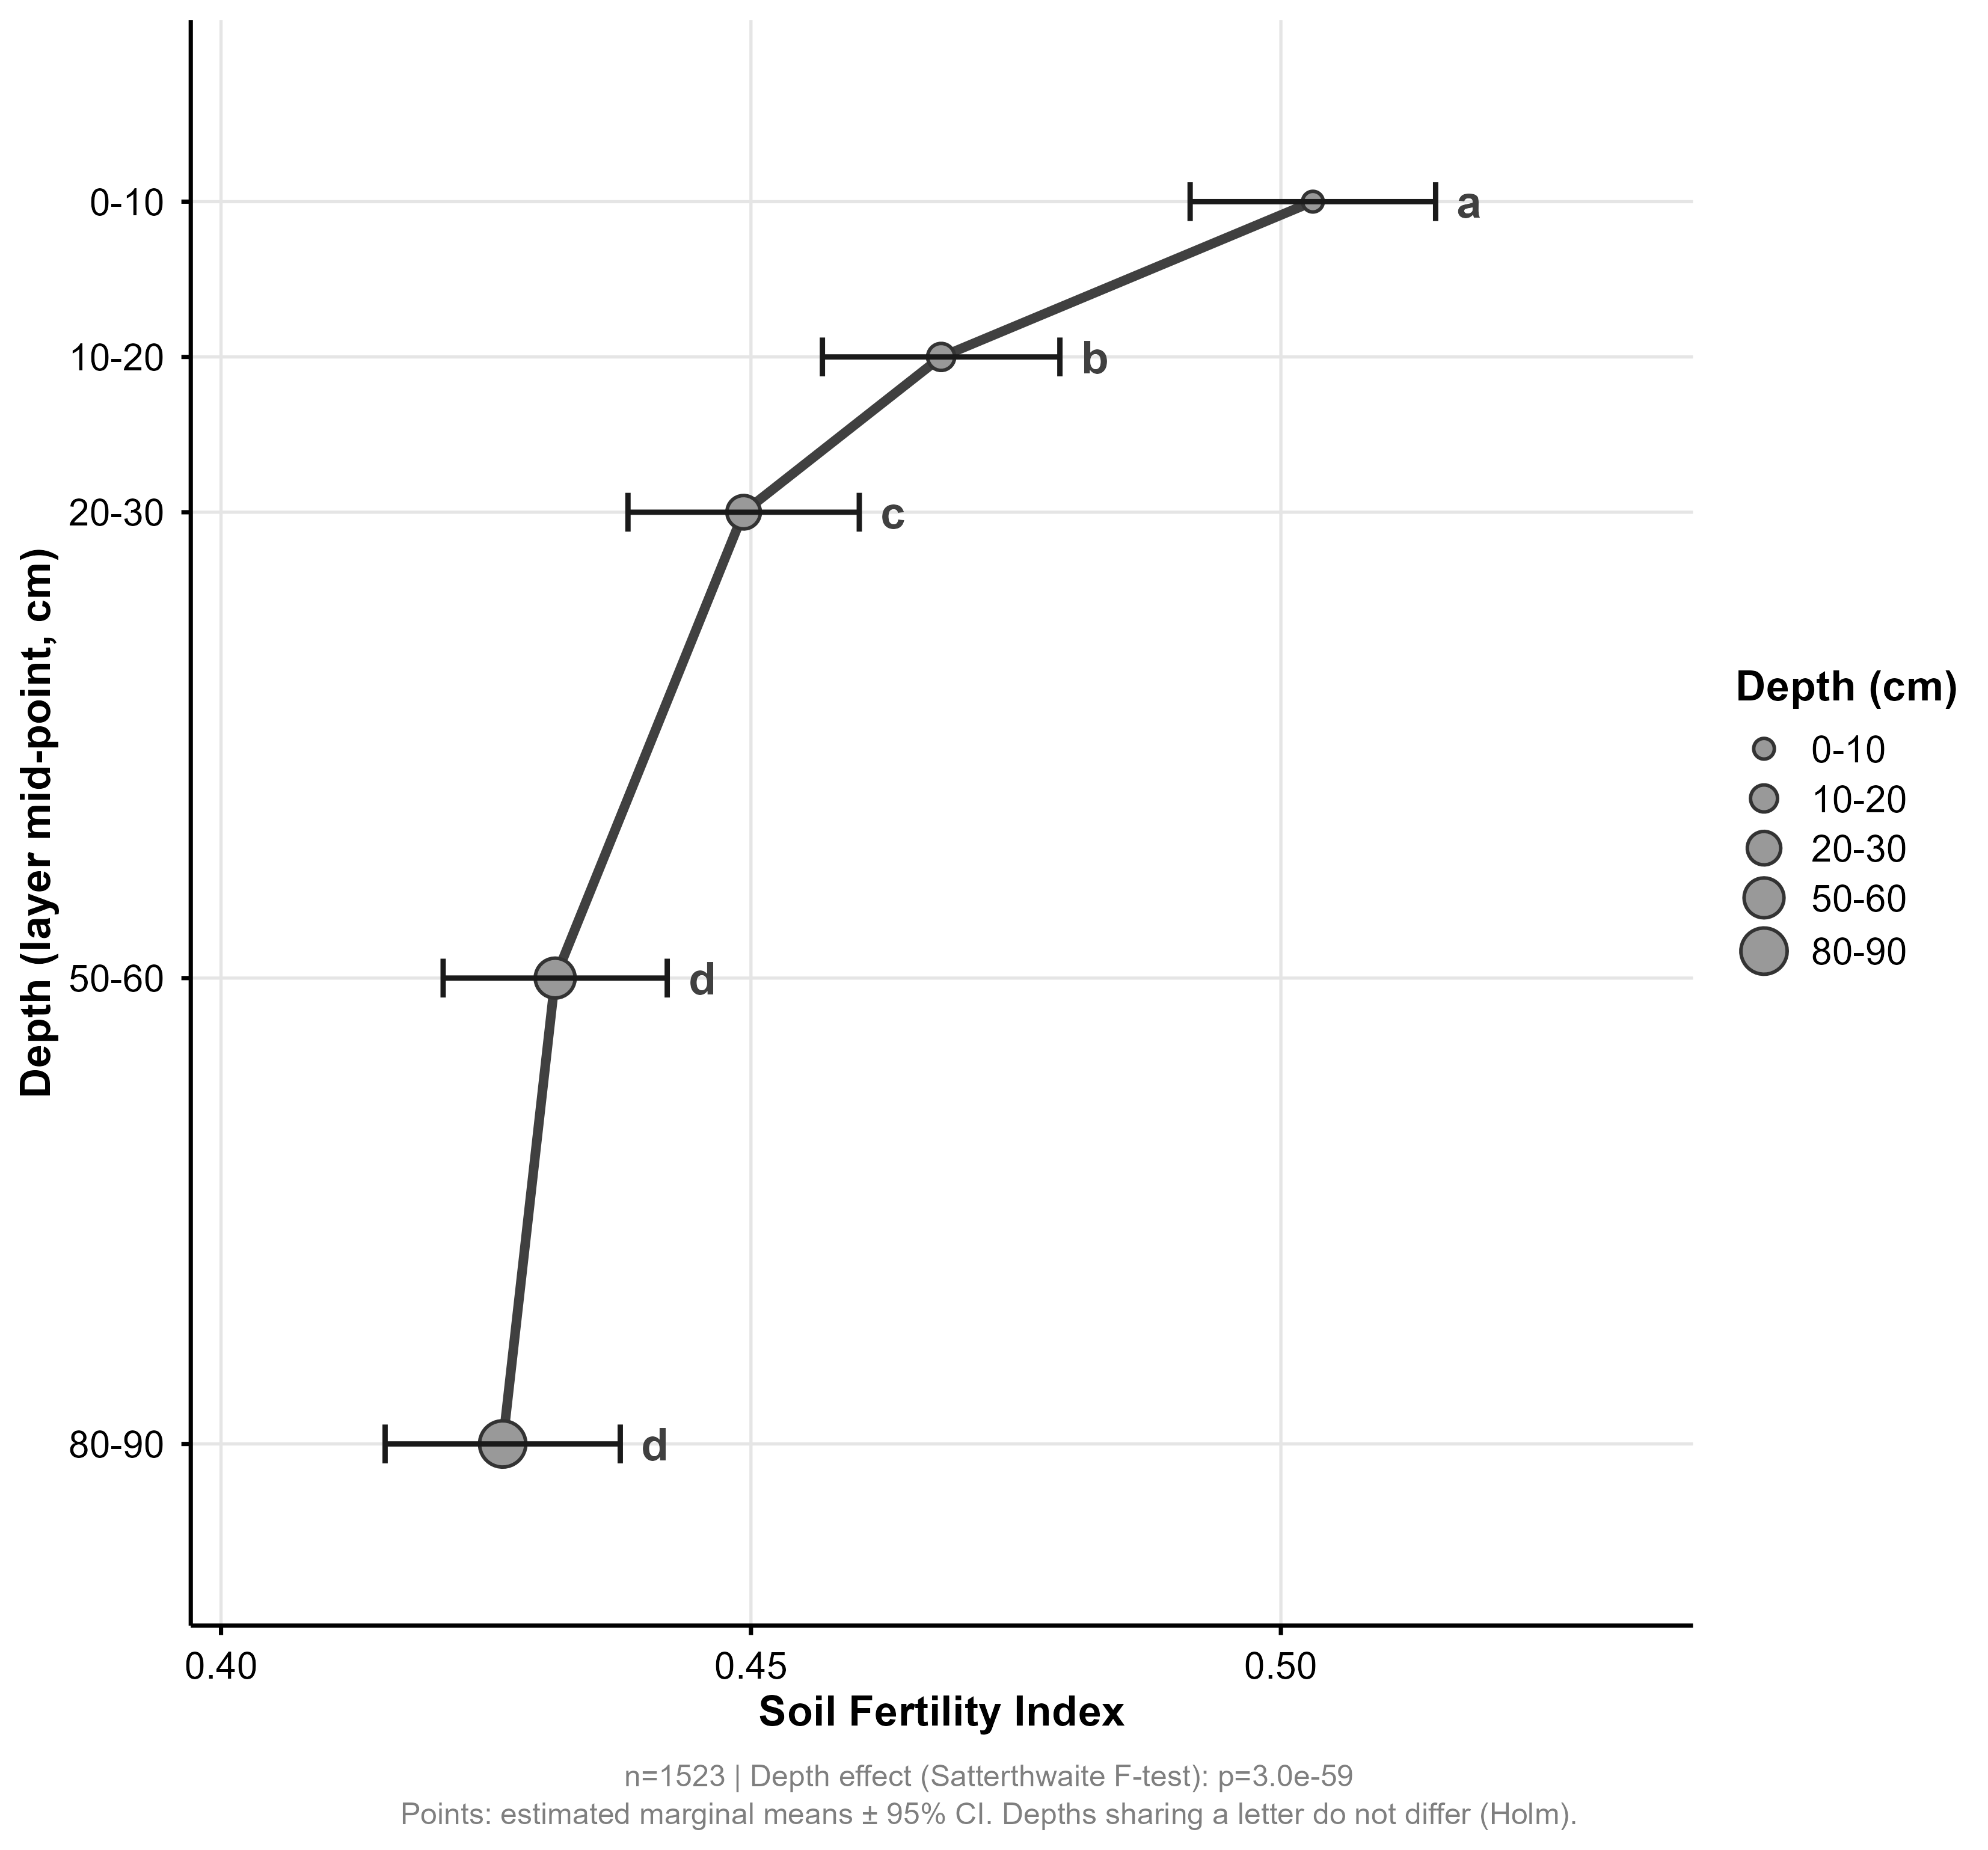 Depth (layer mid-point, cm)
0-10
10-20
20-30
50-60
80-90
a
b
c
d
d
0.40
0.45
0.50
Soil Fertility Index
Depth (cm)
0-10
10-20
20-30
50-60
80-90
n=1523 | Depth effect (Satterthwaite F-test): p=3.0e-59
Points: estimated marginal means ± 95% CI. Depths sharing a letter do not differ (Holm).